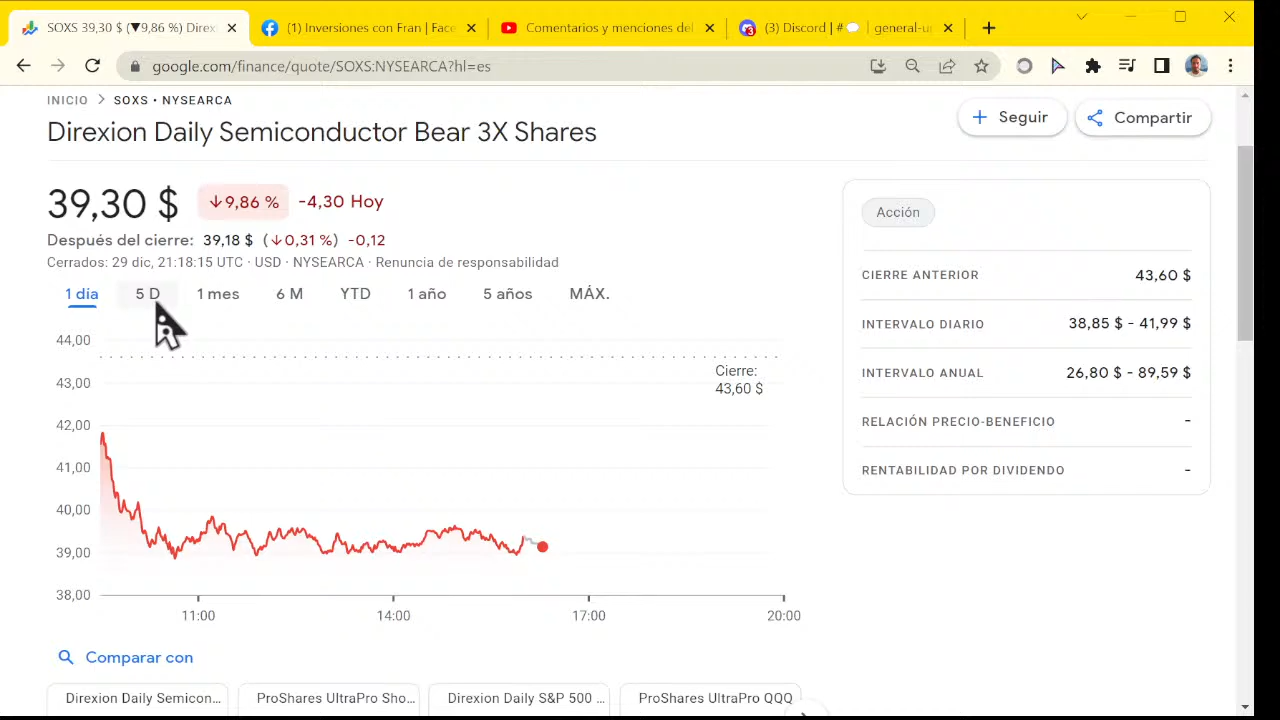 SOXS 39,30 $ (▼9,86 %) Direx
(1) Inversiones con Fran | Face
Comentarios y menciones del
(3) Discord | #💬 | general-u
google.com/finance/quote/SOXS:NYSEARCA?hl=es
INICIO > SOXS • NYSEARCA
Direxion Daily Semiconductor Bear 3X Shares
+ Seguir
Compartir
39,30 $ ↓9,86 % -4,30 Hoy
Después del cierre: 39,18 $ (↓0,31 %) -0,12
Cerrados: 29 dic, 21:18:15 UTC · USD · NYSEARCA · Renuncia de responsabilidad
1 día 5 D 1 mes 6 M YTD 1 año 5 años MÁX.
44,00
43,00
42,00
41,00
40,00
39,00
38,00
Cierre:
43,60 $
11:00 14:00 17:00 20:00
Acción
CIERRE ANTERIOR 43,60 $
INTERVALO DIARIO 38,85 $ - 41,99 $
INTERVALO ANUAL 26,80 $ - 89,59 $
RELACIÓN PRECIO-BENEFICIO -
RENTABILIDAD POR DIVIDENDO -
Comparar con
Direxion Daily Semicon...
ProShares UltraPro Sho...
Direxion Daily S&P 500 ...
ProShares UltraPro QQQ